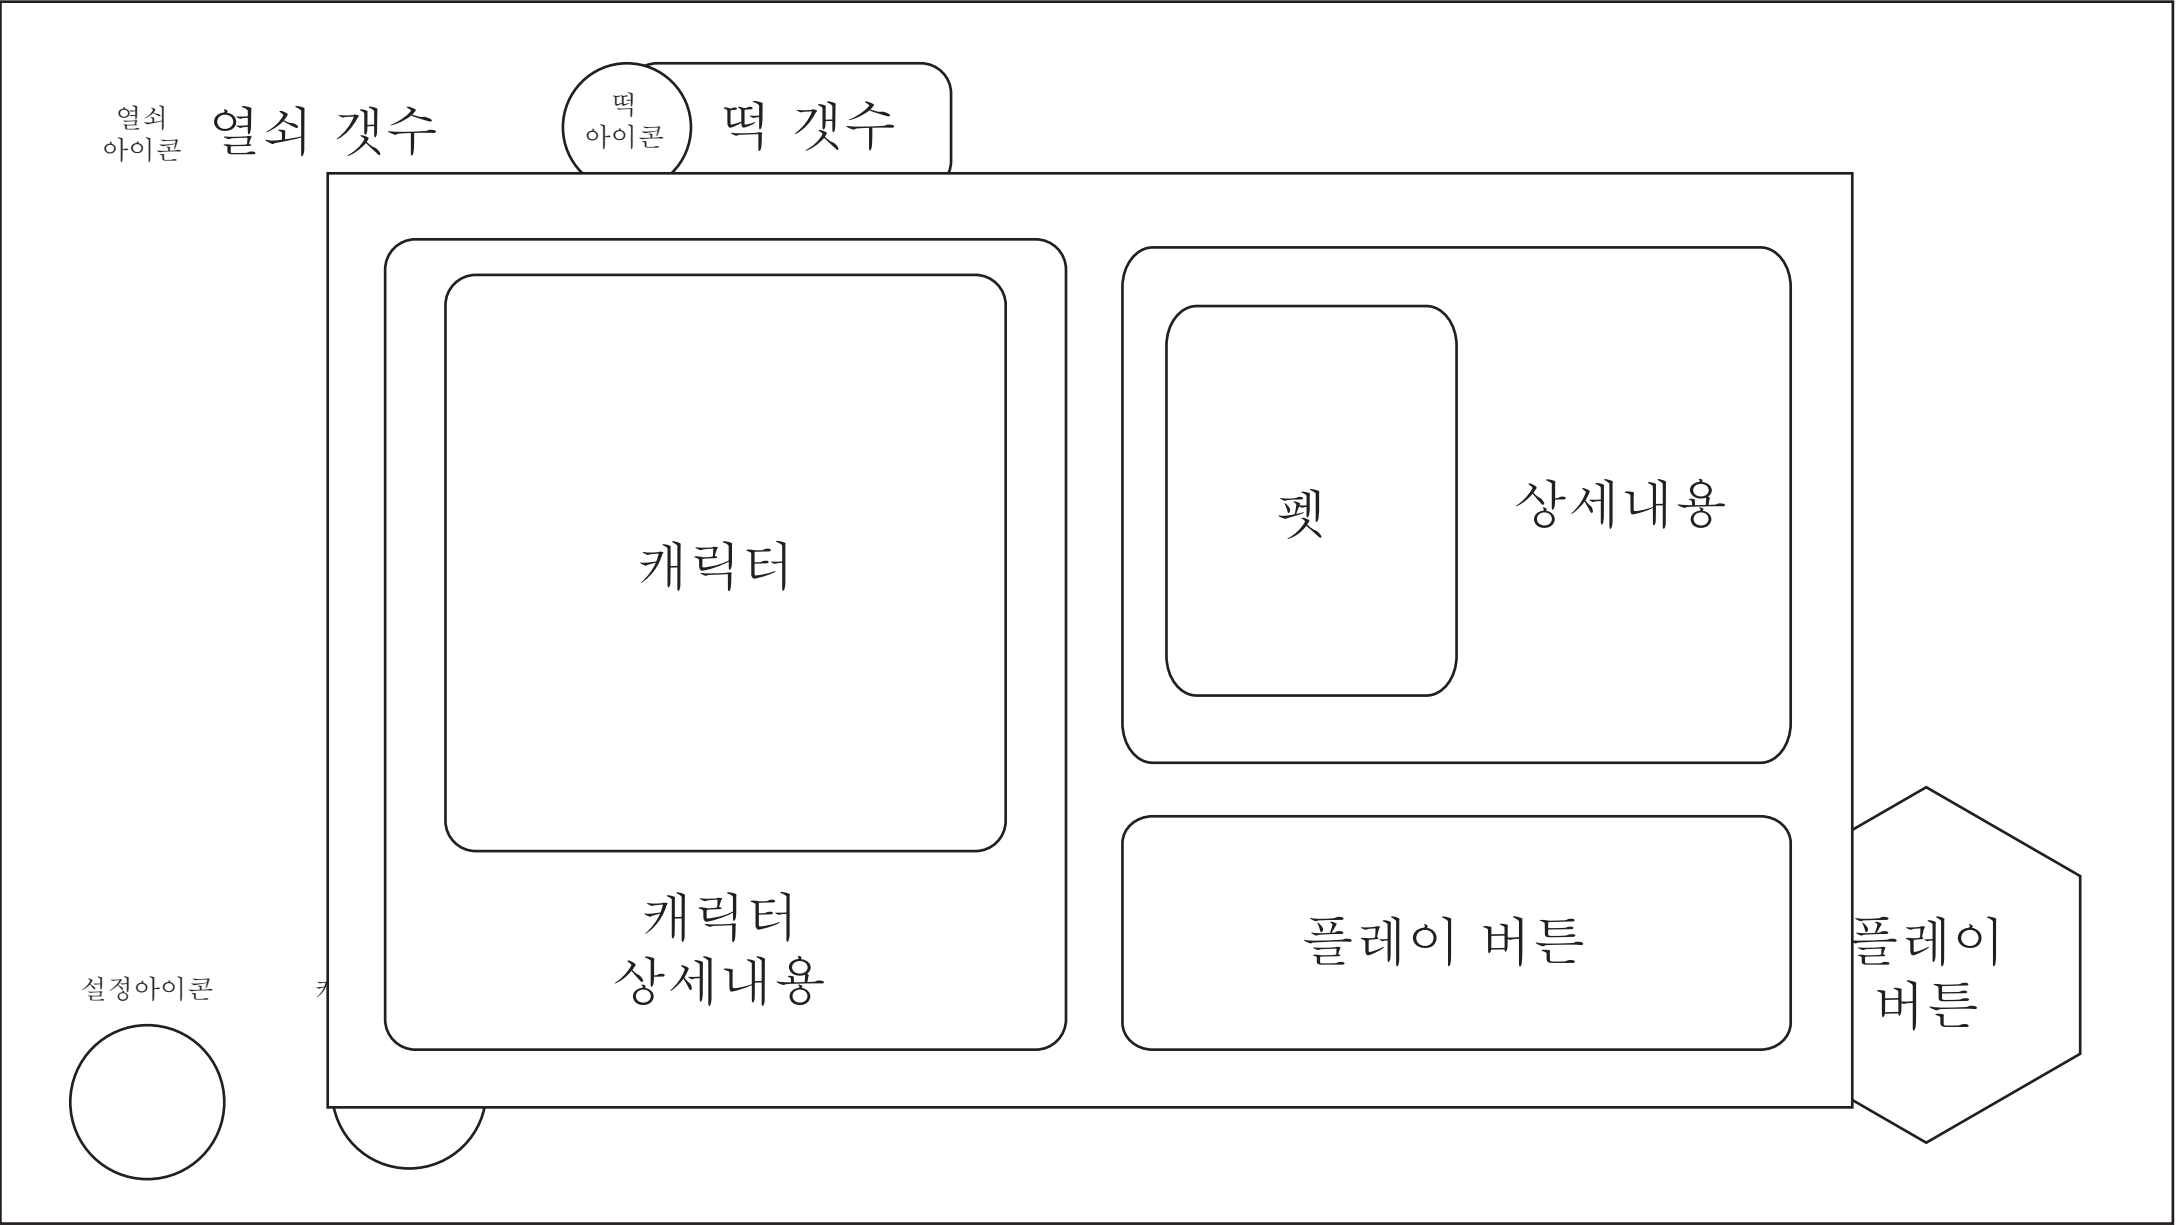 열쇠
아이콘
열쇠 갯수
떡
아이콘
떡 갯수
캐릭터
캐릭터
상세내용
펫
상세내용
플레이 버튼
플레이
버튼
설정아이콘